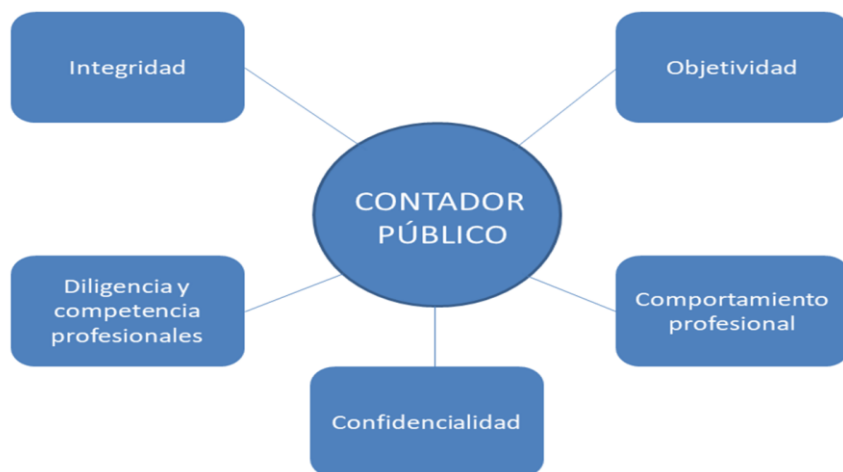 Integridad
Objetividad
CONTADOR
PÚBLICO
Diligencia y
competencia
profesionales
Comportamiento
profesional
Confidencialidad